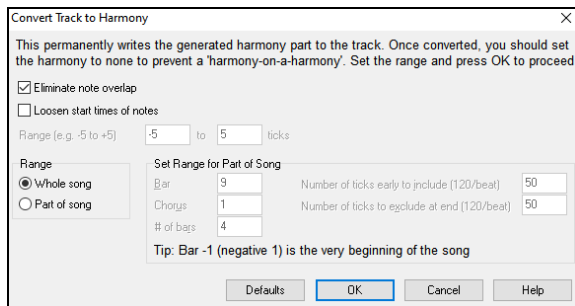 Convert Track to Harmony
This permanently writes the generated harmony part to the track. Once converted, you should set
the harmony to none to prevent a 'harmony-on-a-harmony'. Set the range and press OK to proceed
Eliminate note overlap
Loosen start times of notes
Range (e.g. -5 to +5) -5 to 5 ticks
Range
Whole song
Part of song
Set Range for Part of Song
Bar 9 Number of ticks early to include (120/beat) 50
Chorus 1 Number of ticks to exclude at end (120/beat) 50
# of bars 4
Tip: Bar -1 (negative 1) is the very beginning of the song
Defaults OK Cancel Help